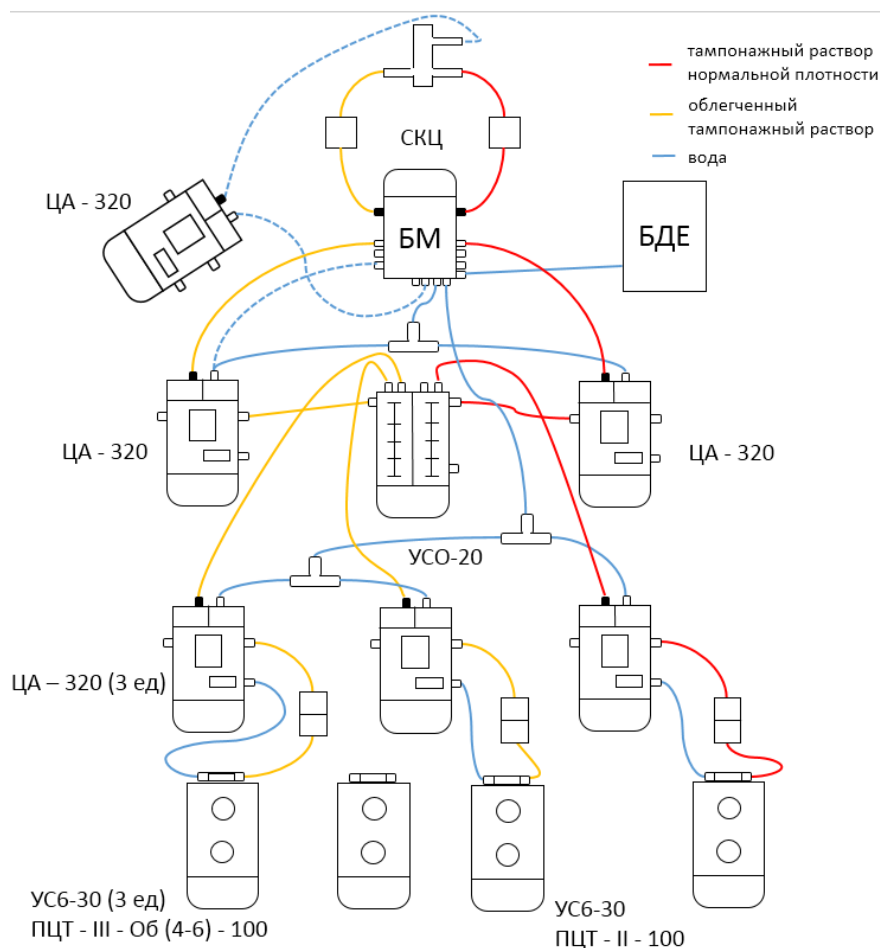 тампонажный раствор
нормальной плотности
облегченный
тампонажный раствор
вода
СКЦ
ЦА - 320
БМ
БДЕ
ЦА - 320
ЦА - 320
УСО-20
ЦА – 320 (3 ед)
УС6-30 (3 ед)
ПЦТ - III - Об (4-6) - 100
УС6-30
ПЦТ - II - 100